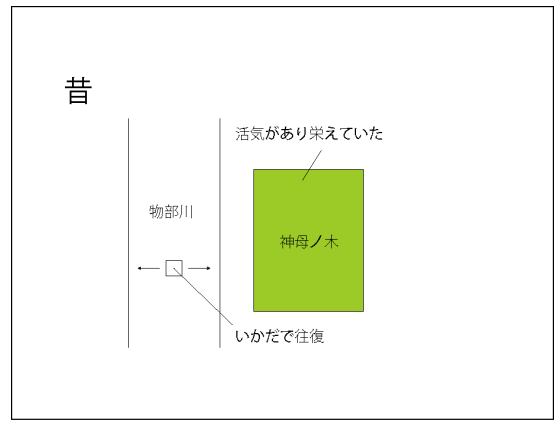 昔
活気があり栄えていた
物部川
神母ノ木
いかだで往復